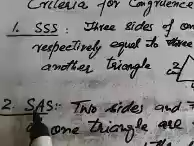 Criteria for Congruence
1. SSS: Three sides of on
respectively equal to three
another triangle
2. SAS:- Two sides and
one triangle are